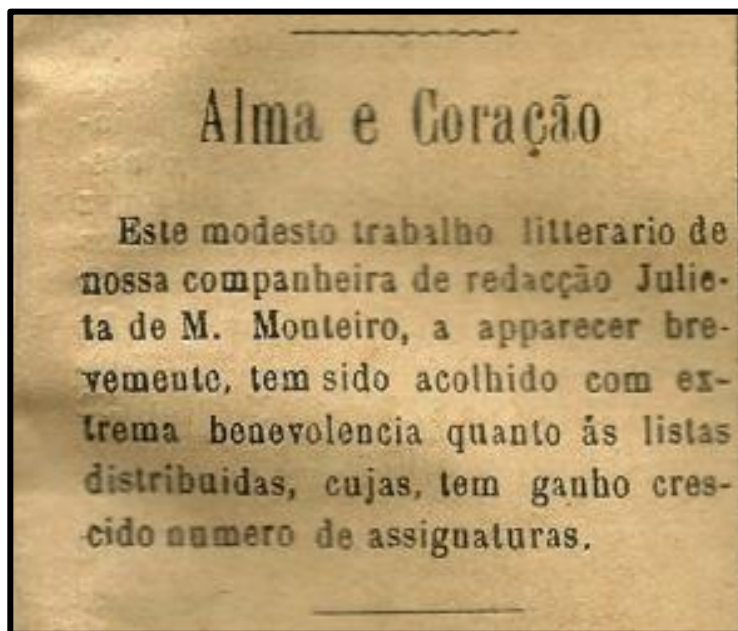 Alma e Coração
Este modesto trabalho litterario de
nossa companheira de redacção Julie-
ta de M. Monteiro, a apparecer bre-
vemente, tem sido acolhido com ex-
trema benevolencia quanto ás listas
distribuidas, cujas, tem ganho cres-
cido numero de assignaturas.